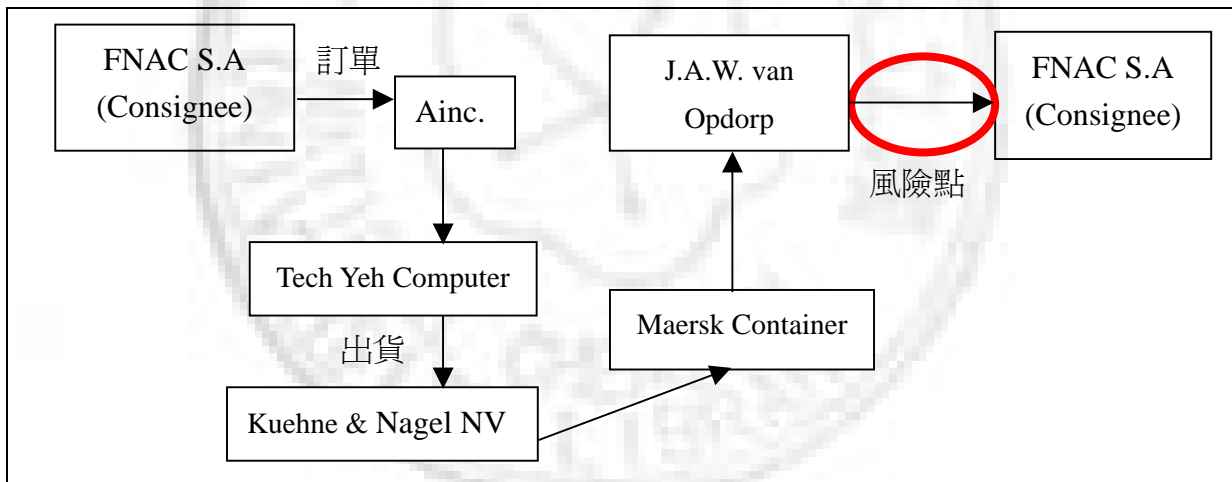 FNAC S.A
(Consignee)
訂單
Ainc.
Tech Yeh Computer
出貨
Kuehne & Nagel NV
Maersk Container
J.A.W. van
Opdorp
風險點
FNAC S.A
(Consignee)